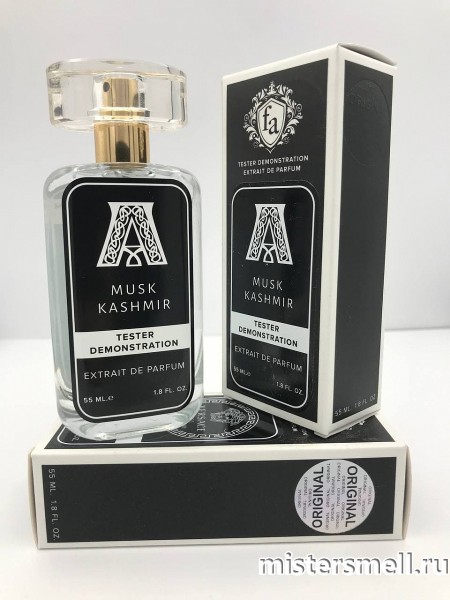 A
MUSK
KASHMIR
TESTER
DEMONSTRATION
EXTRAIT DE PARFUM
55 ML.e
1.8 FL. OZ.
fa
TESTER DEMONSTRATION
EXTRAIT DE PARFUM
A
MUSK
KASHMIR
TESTER
DEMONSTRATION
EXTRAIT DE PARFUM
55 ML.e
1.8 FL. OZ.
55 ML. 1.8 FL. OZ
55 ML. 1.8 FL. OZ
ORIGINAL
ORIGINAL
mistersmell.ru